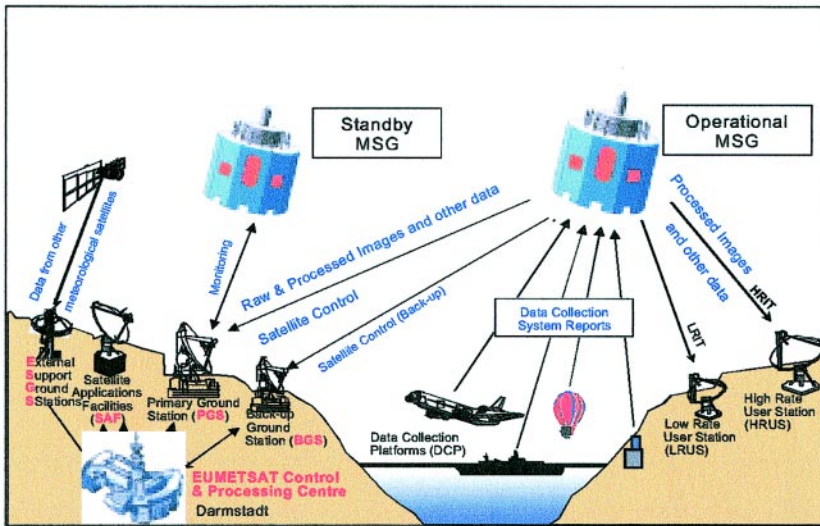 Standby
MSG
Operational
MSG
Data from other
meteorological satellites
Monitoring
Raw & Processed Images and other data
Satellite Control
Satellite Control (Back-up)
Data Collection
System Reports
Processed Images
and other data
HRIT
LRIT
External
Support
Ground
Stations
Satellite
Applications
Facilities
(SAF)
Primary Ground
Station (PGS)
Back-up
Ground
Station (BGS)
Data Collection
Platforms (DCP)
Low Rate
User Station
(LRUS)
High Rate
User Station
(HRUS)
EUMETSAT Control
& Processing Centre
Darmstadt